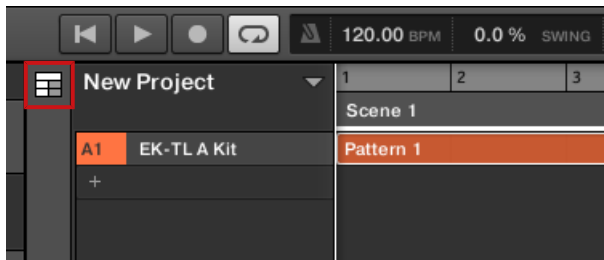 120.00 BPM 0.0 % SWING
New Project 1 2 3
Scene 1
A1 EK-TL A Kit Pattern 1
+